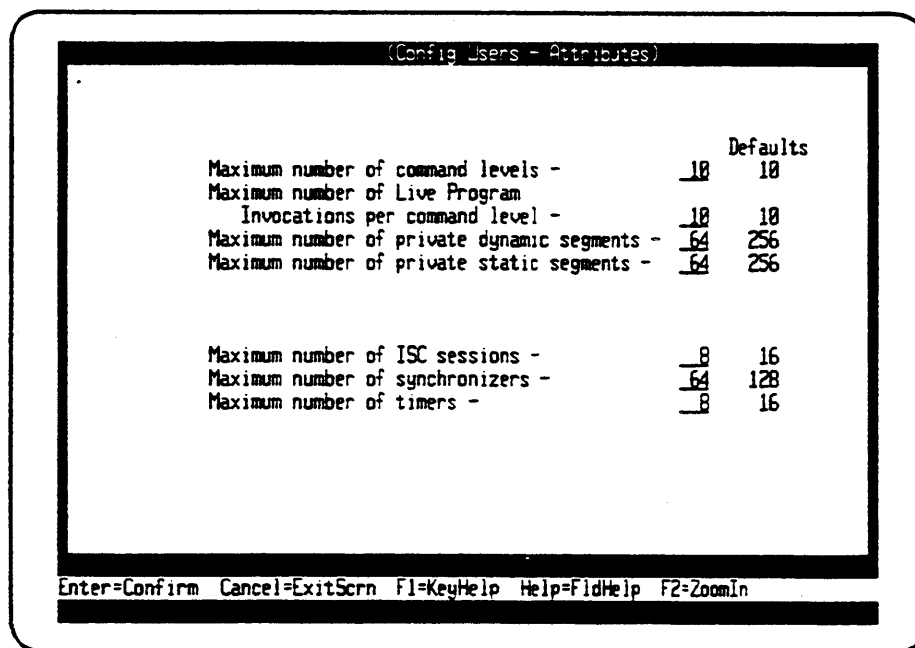 (Config Users - Attributes)
Defaults
Maximum number of command levels - 10 10
Maximum number of Live Program
Invocations per command level - 10 10
Maximum number of private dynamic segments - 64 256
Maximum number of private static segments - 64 256
Maximum number of ISC sessions - 8 16
Maximum number of synchronizers - 64 128
Maximum number of timers - 8 16
Enter=Confirm Cancel=ExitScrn F1=KeyHelp Help=FldHelp F2=ZoomIn